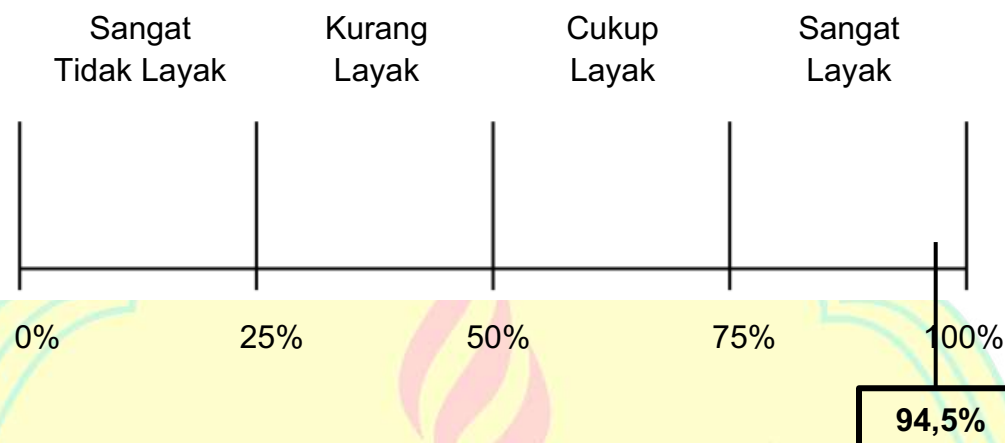 Sangat
Tidak Layak
Kurang
Layak
Cukup
Layak
Sangat
Layak
0% 25% 50% 75% 100%
94,5%